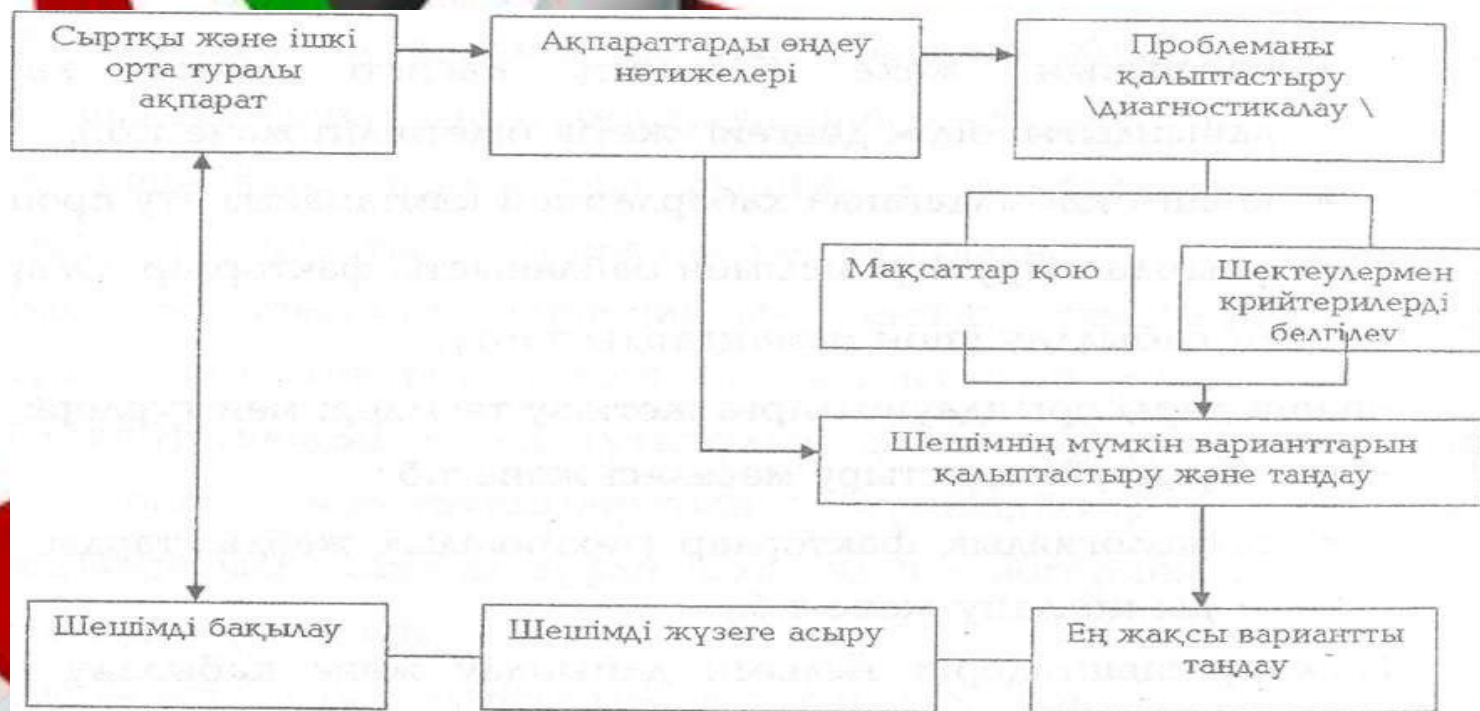 Сыртқы және ішкі
орта туралы
ақпарат
Ақпараттарды өңдеу
нәтижелері
Проблеманы
қалыптастыру
\диагностикалау \
Мақсаттар қою
Шектеулермен
крийтерилерді
белгілеу
Шешімнің мүмкін варианттарын
қалыптастыру және таңдау
Шешімді бақылау
Шешімді жүзеге асыру
Ең жақсы вариантты
таңдау